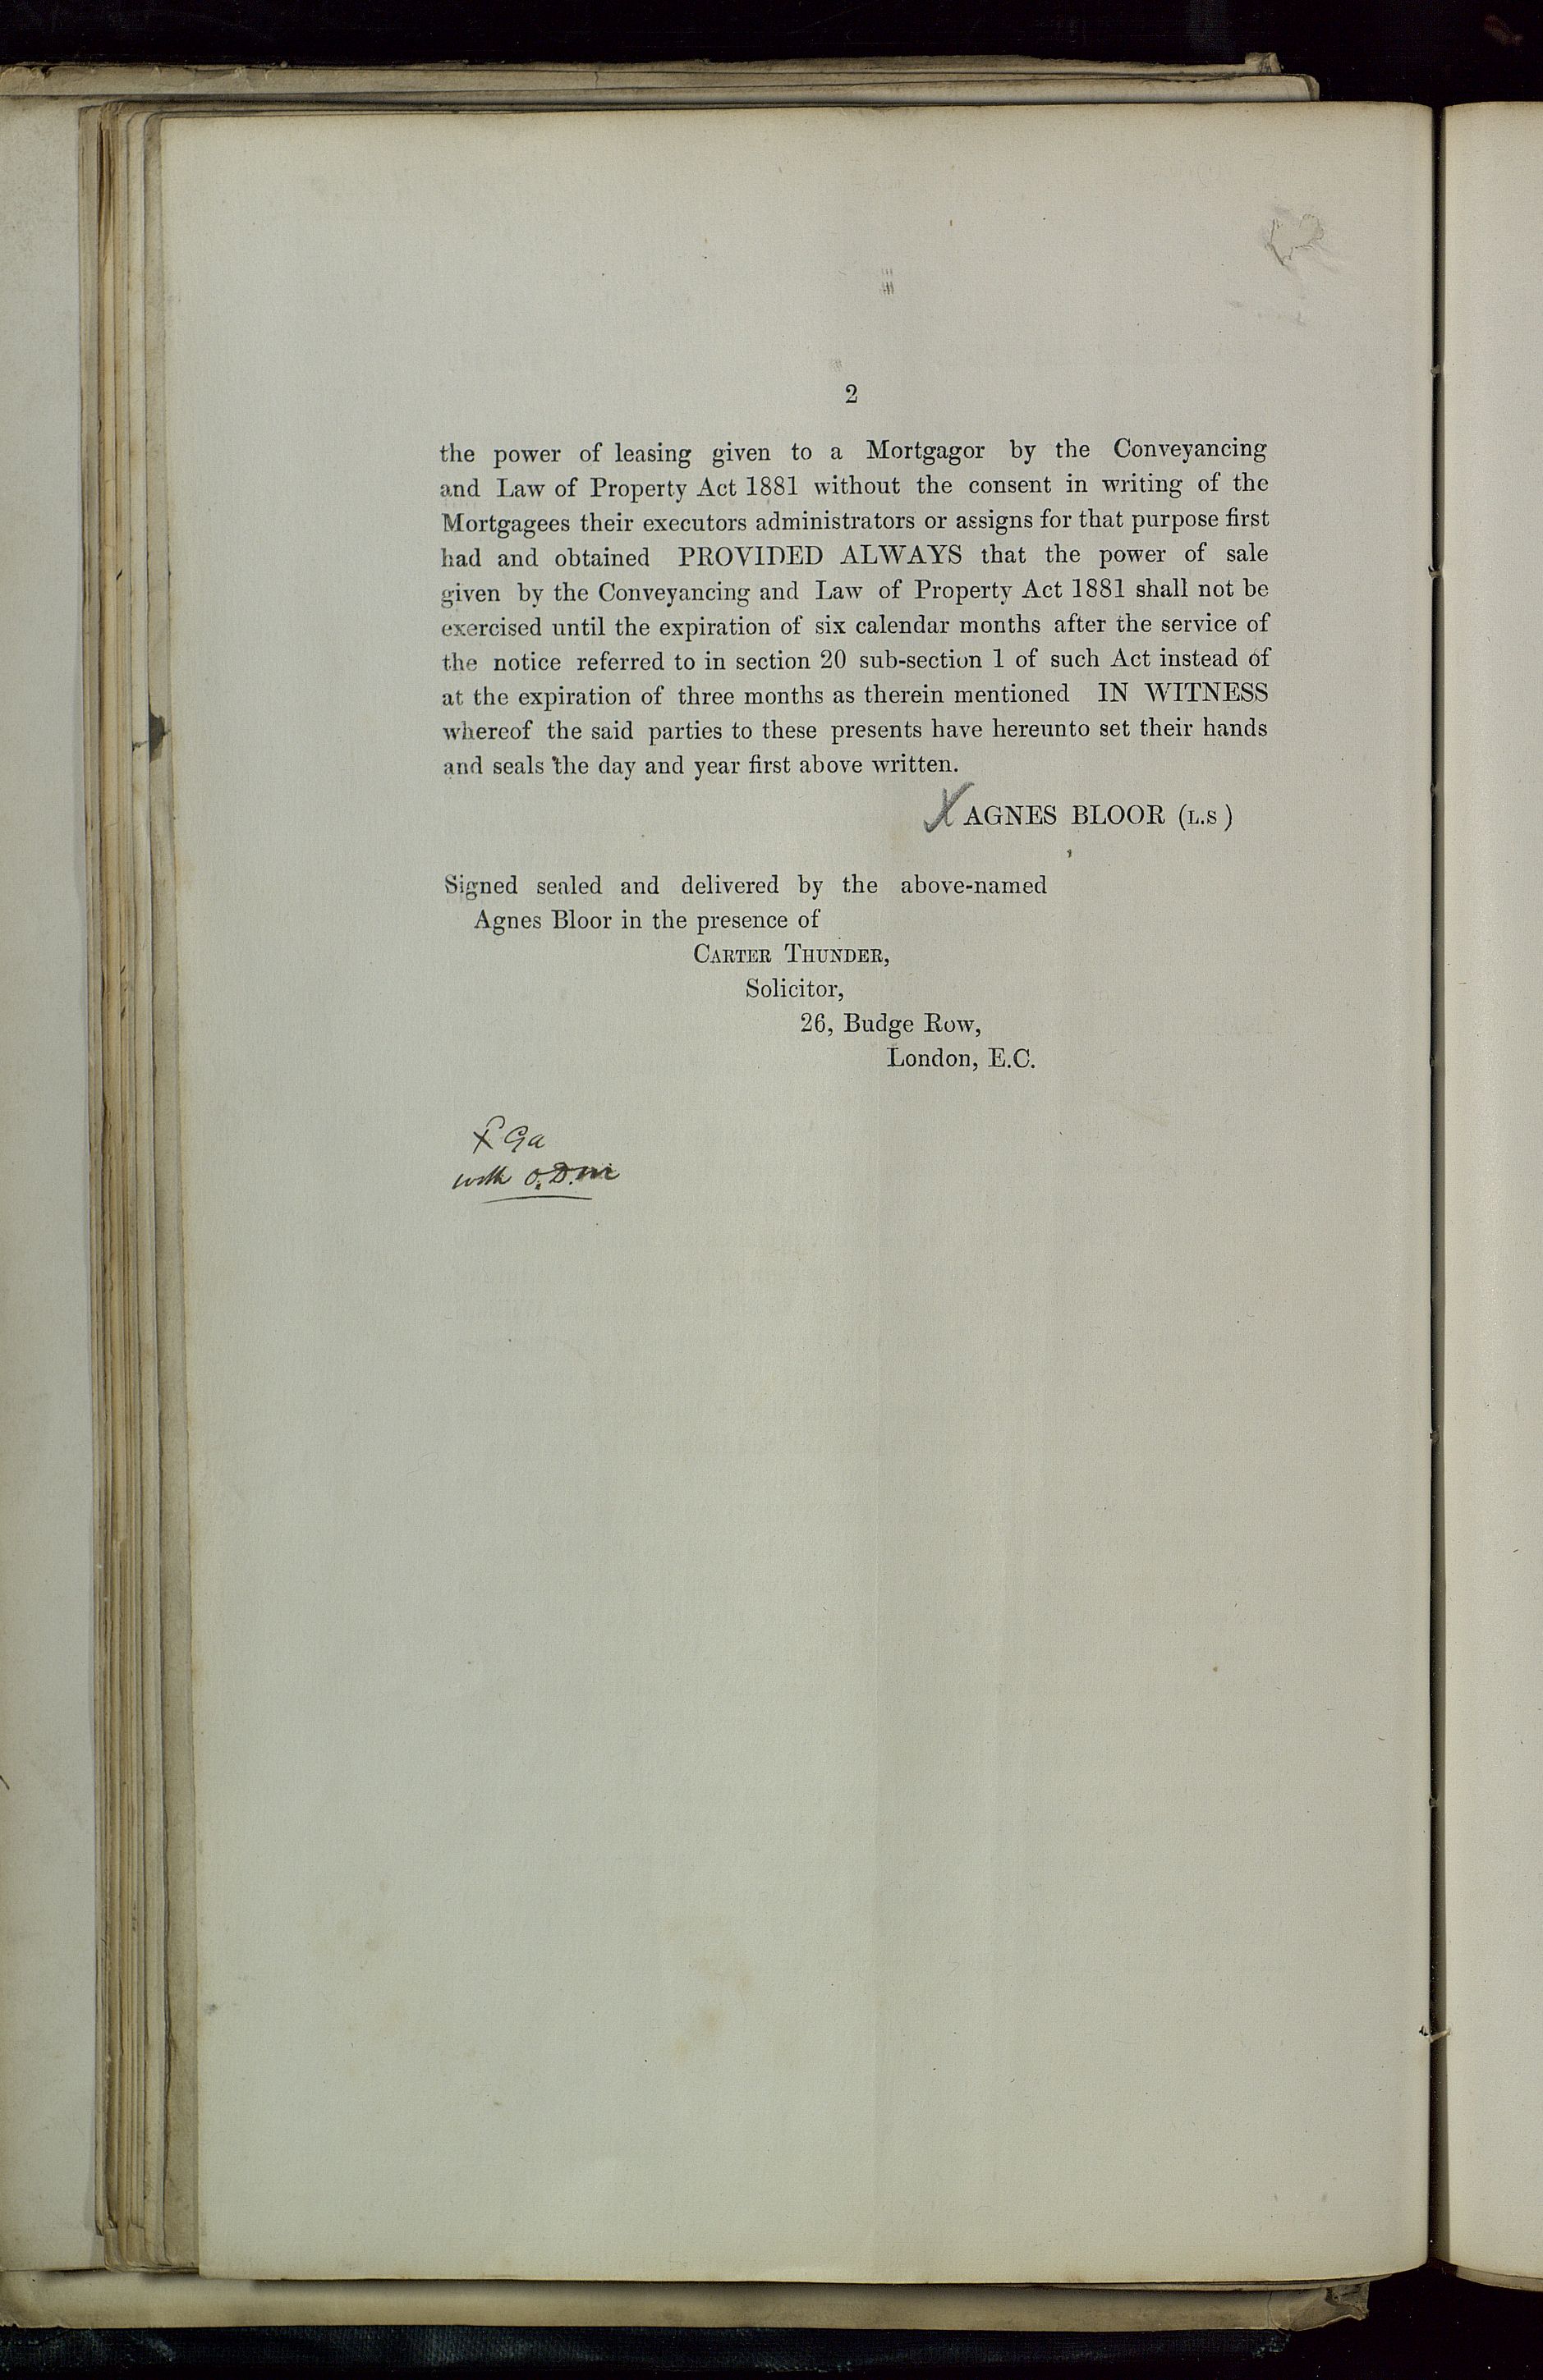 2
the power of leasing given to a Mortgagor by the Conveyancing
and Law of Property Act 1881 without the consent in writing of the
Mortgagees their executors administrators or assigns for that purpose first
had and obtained PROVIDED ALWAYS that the power of sale
given by the Conveyancing and Law of Property Act 1881 shall not be
exercised until the expiration of six calendar months after the service of
the notice referred to in section 20 sub-section 1 of such Act instead of
at the expiration of three months as therein mentioned IN WITNESS
whereof the said parties to these presents have hereunto set their hands
and seals the day and year first above written.
AGNES BLOOR (L.S )
Signed sealed and delivered by the above-named
Agnes Bloor in the presence of
CARTER THUNDER,
Solicitor,
26, Budge Row,
London, E.C.
with